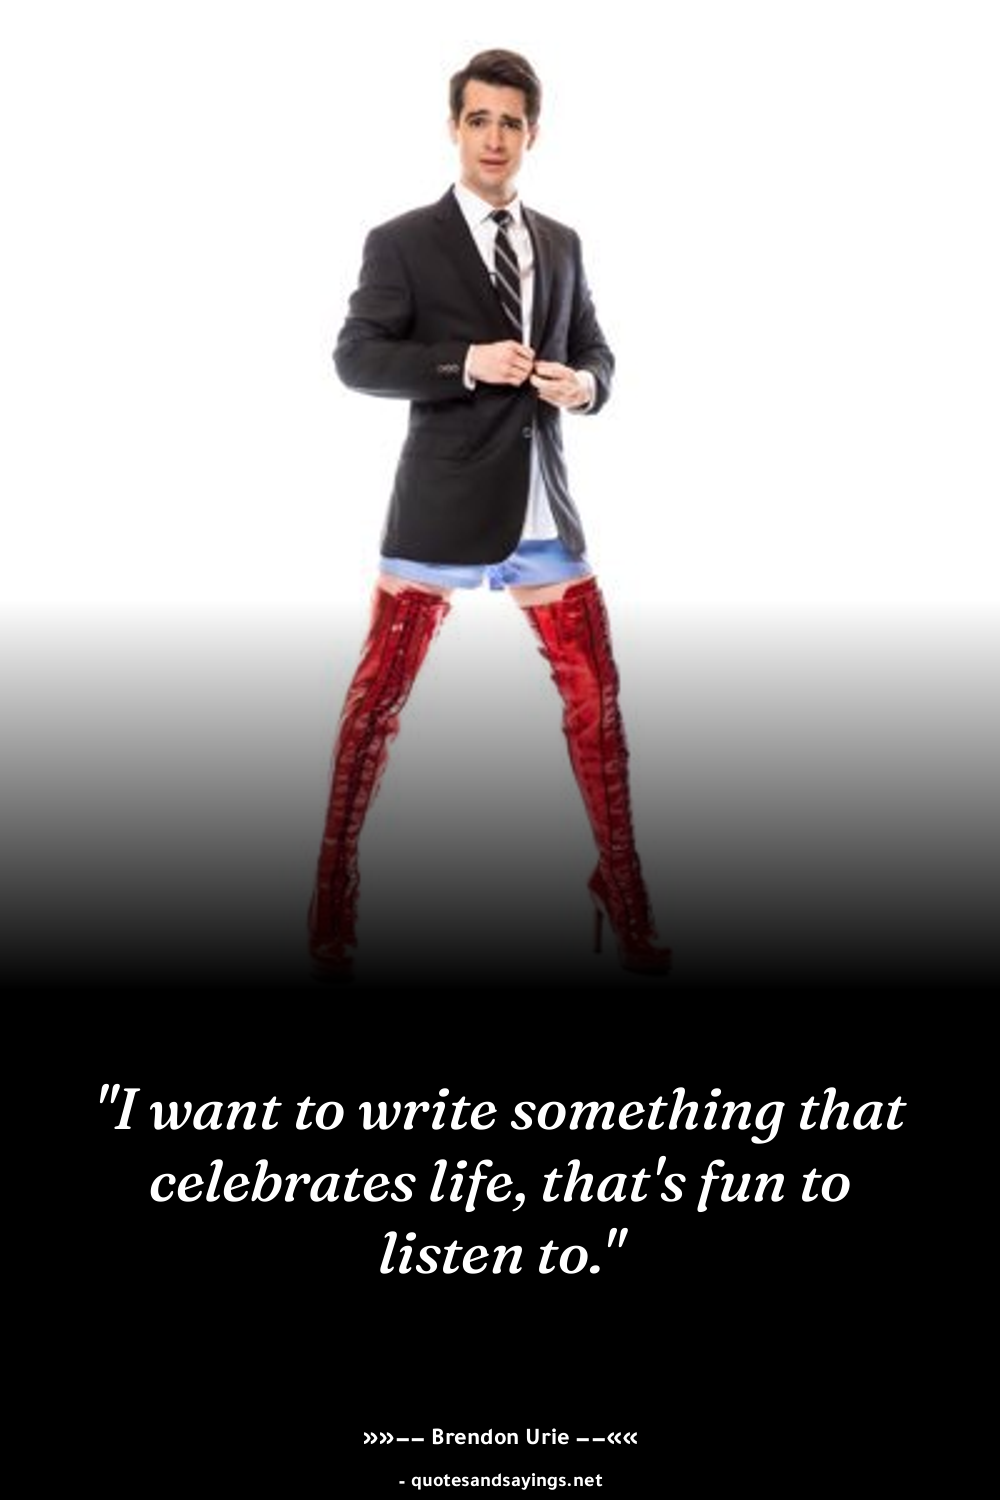 "I want to write something that
celebrates life, that's fun to
listen to."
»»−− Brendon Urie −−««
- quotesandsayings.net